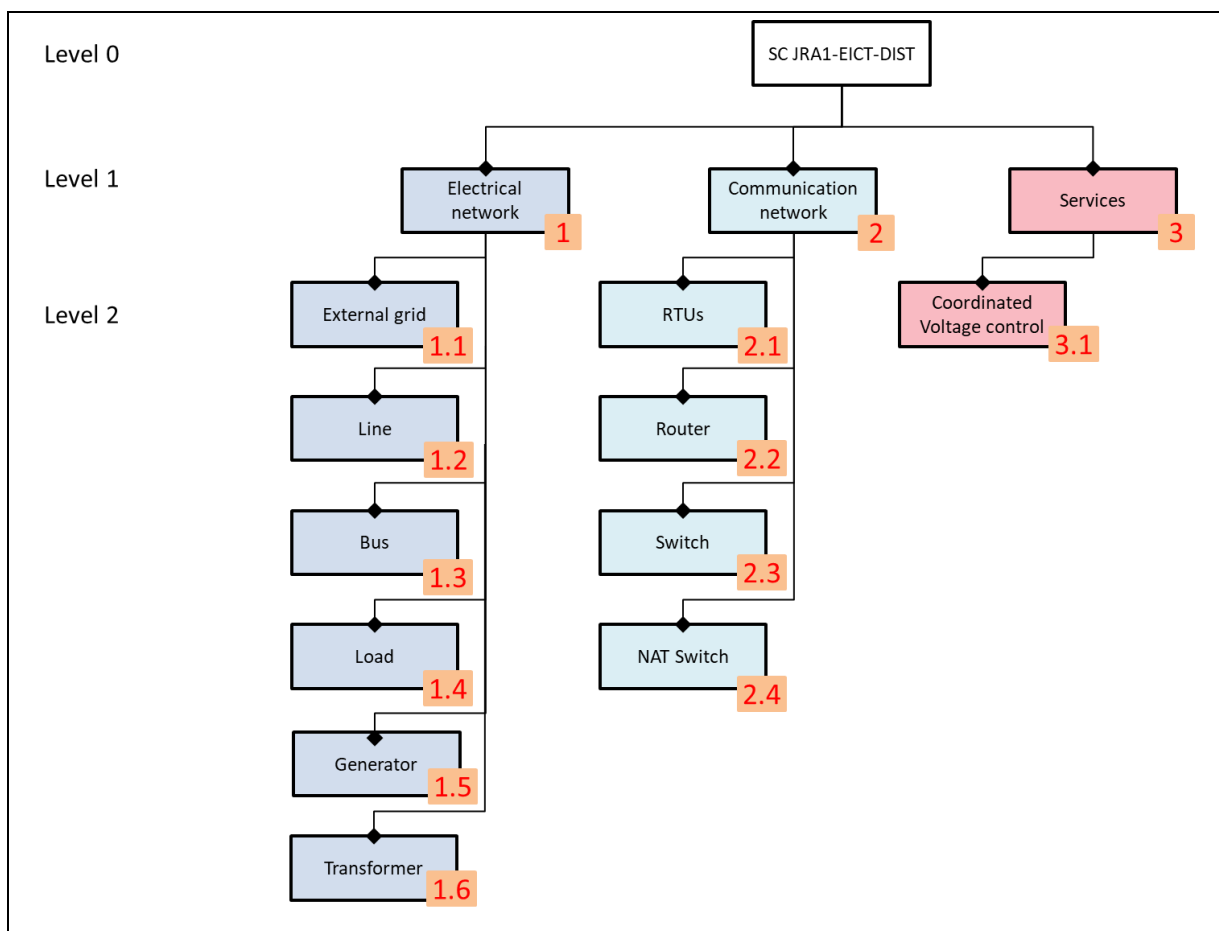 Level 0
SC JRA1-EICT-DIST
Level 1
Electrical
network
1
Communication
network
2
Services
3
Level 2
External grid
1.1
RTUs
2.1
Coordinated
Voltage control
3.1
Line
1.2
Router
2.2
Bus
1.3
Switch
2.3
Load
1.4
NAT Switch
2.4
Generator
1.5
Transformer
1.6